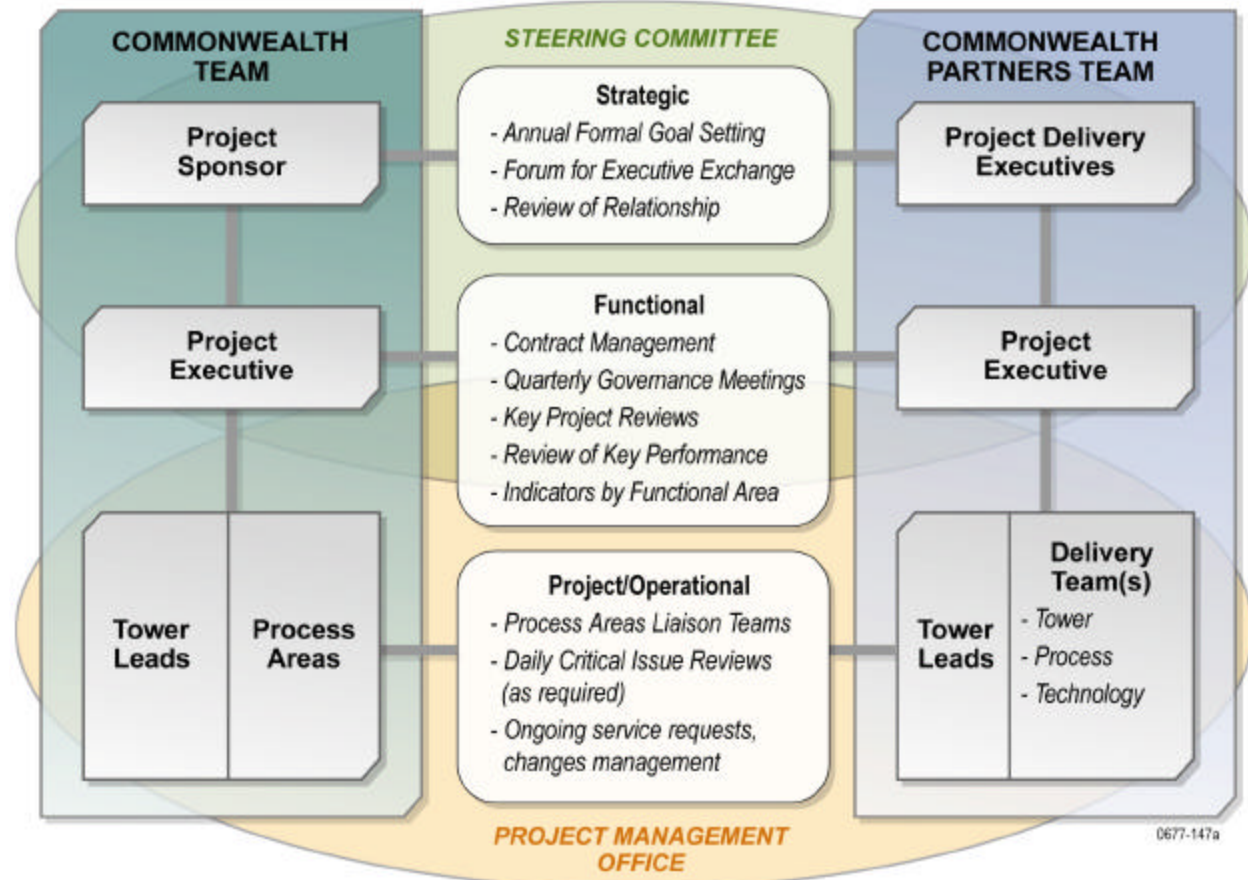 COMMONWEALTH
TEAM
Project
Sponsor
Project
Executive
Tower
Leads
Process
Areas
STEERING COMMITTEE
Strategic
- Annual Formal Goal Setting
- Forum for Executive Exchange
- Review of Relationship
Functional
- Contract Management
- Quarterly Governance Meetings
- Key Project Reviews
- Review of Key Performance
- Indicators by Functional Area
Project/Operational
- Process Areas Liaison Teams
- Daily Critical Issue Reviews
(as required)
- Ongoing service requests,
changes management
PROJECT MANAGEMENT
OFFICE
COMMONWEALTH
PARTNERS TEAM
Project Delivery
Executives
Project
Executive
Tower
Leads
Delivery
Team(s)
- Tower
- Process
- Technology
0677-147a